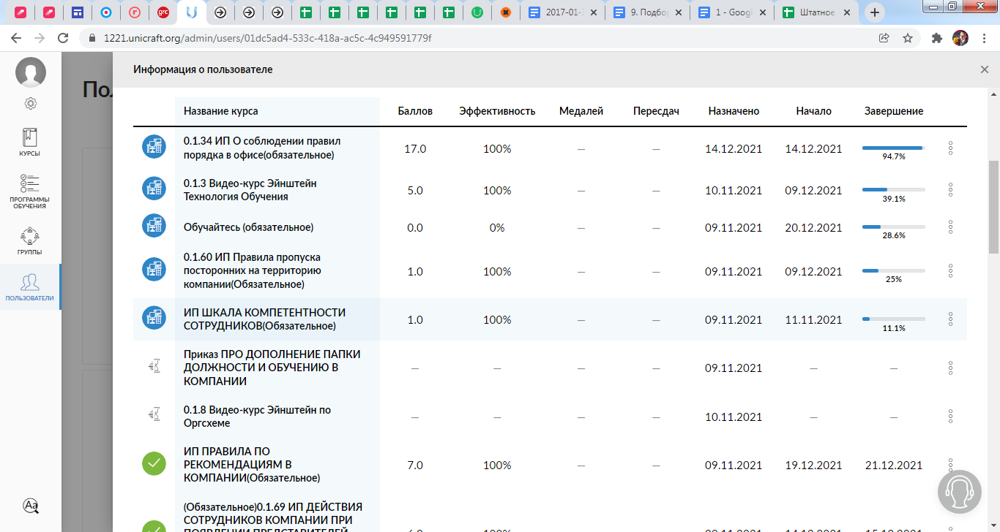 grc
2017-01-
9. Подбор
1 - Googl
Штатное
1221.unicraft.org/admin/users/01dc5ad4-533c-418a-ac5c-4c949591779f
Информация о пользователе
КУРСЫ
ПРОГРАММЫ
ОБУЧЕНИЯ
ГРУППЫ
ПОЛЬЗОВАТЕЛИ
Аа
Название курса Баллов Эффективность Медалей Пересдач Назначено Начало Завершение
0.1.34 ИП О соблюдении правил
порядка в офисе(обязательное)
17.0 100% — — 14.12.2021 14.12.2021
94.7%
0.1.3 Видео-курс Эйнштейн
Технология Обучения
5.0 100% — — 10.11.2021 09.12.2021
39.1%
Обучайтесь (обязательное)
0.0 0% — — 09.11.2021 20.12.2021
28.6%
0.1.60 ИП Правила пропуска
посторонних на территорию
компании(Обязательное)
1.0 100% — — 09.11.2021 09.12.2021
25%
ИП ШКАЛА КОМПЕТЕНТНОСТИ
СОТРУДНИКОВ(Обязательное)
1.0 100% — — 09.11.2021 11.11.2021
11.1%
Приказ ПРО ДОПОЛНЕНИЕ ПАПКИ
ДОЛЖНОСТИ И ОБУЧЕНИЮ В
КОМПАНИИ
— — — — 09.11.2021 — —
0.1.8 Видео-курс Эйнштейн по
Оргсхеме
— — — — 10.11.2021 — —
ИП ПРАВИЛА ПО
РЕКОМЕНДАЦИЯМ В
КОМПАНИИ(Обязательное)
7.0 100% — — 09.11.2021 19.12.2021 21.12.2021
(Обязательное)0.1.69 ИП ДЕЙСТВИЯ
СОТРУДНИКОВ КОМПАНИИ ПРИ
ПОЯВЛЕНИИ ПРЕДСТАВИТЕЛЕЙ